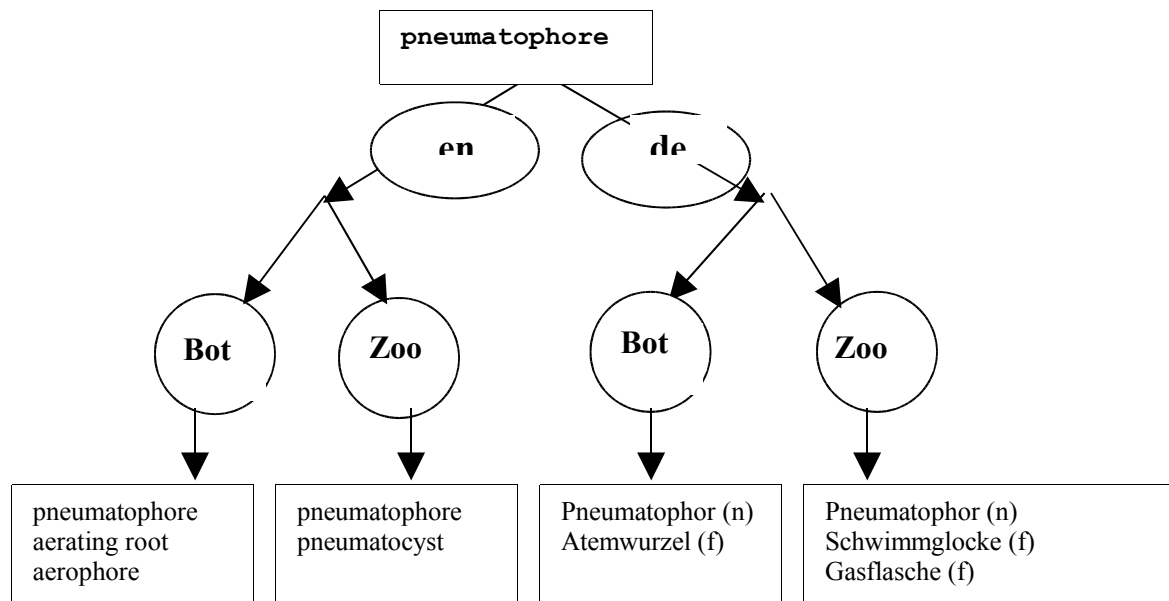 pneumatophore
en
de
Bot
Zoo
Bot
Zoo
pneumatophore
aerating root
aerophore
pneumatophore
pneumatocyst
Pneumatophor (n)
Atemwurzel (f)
Pneumatophor (n)
Schwimmglocke (f)
Gasflasche (f)